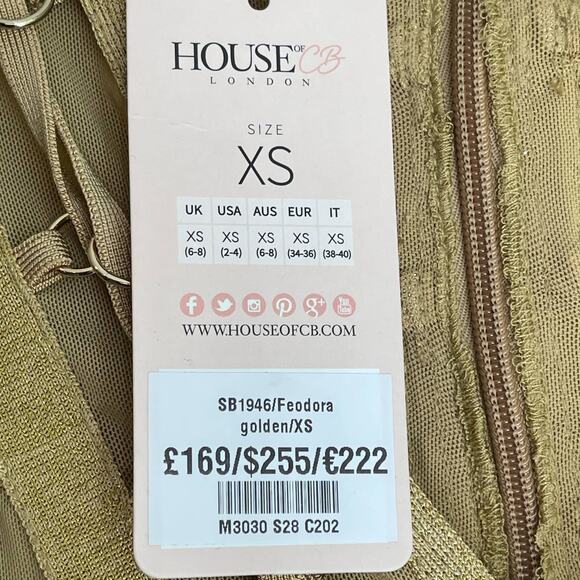 HOUSE OF CB
LONDON
SIZE
XS
UK USA AUS EUR IT
XS XS XS XS XS
(6-8) (2-4) (6-8) (34-36) (38-40)
f g+ You Tube
WWW.HOUSEOFCB.COM
SB1946/Feodora
golden/XS
£169/$255/€222
M3030 S28 C202